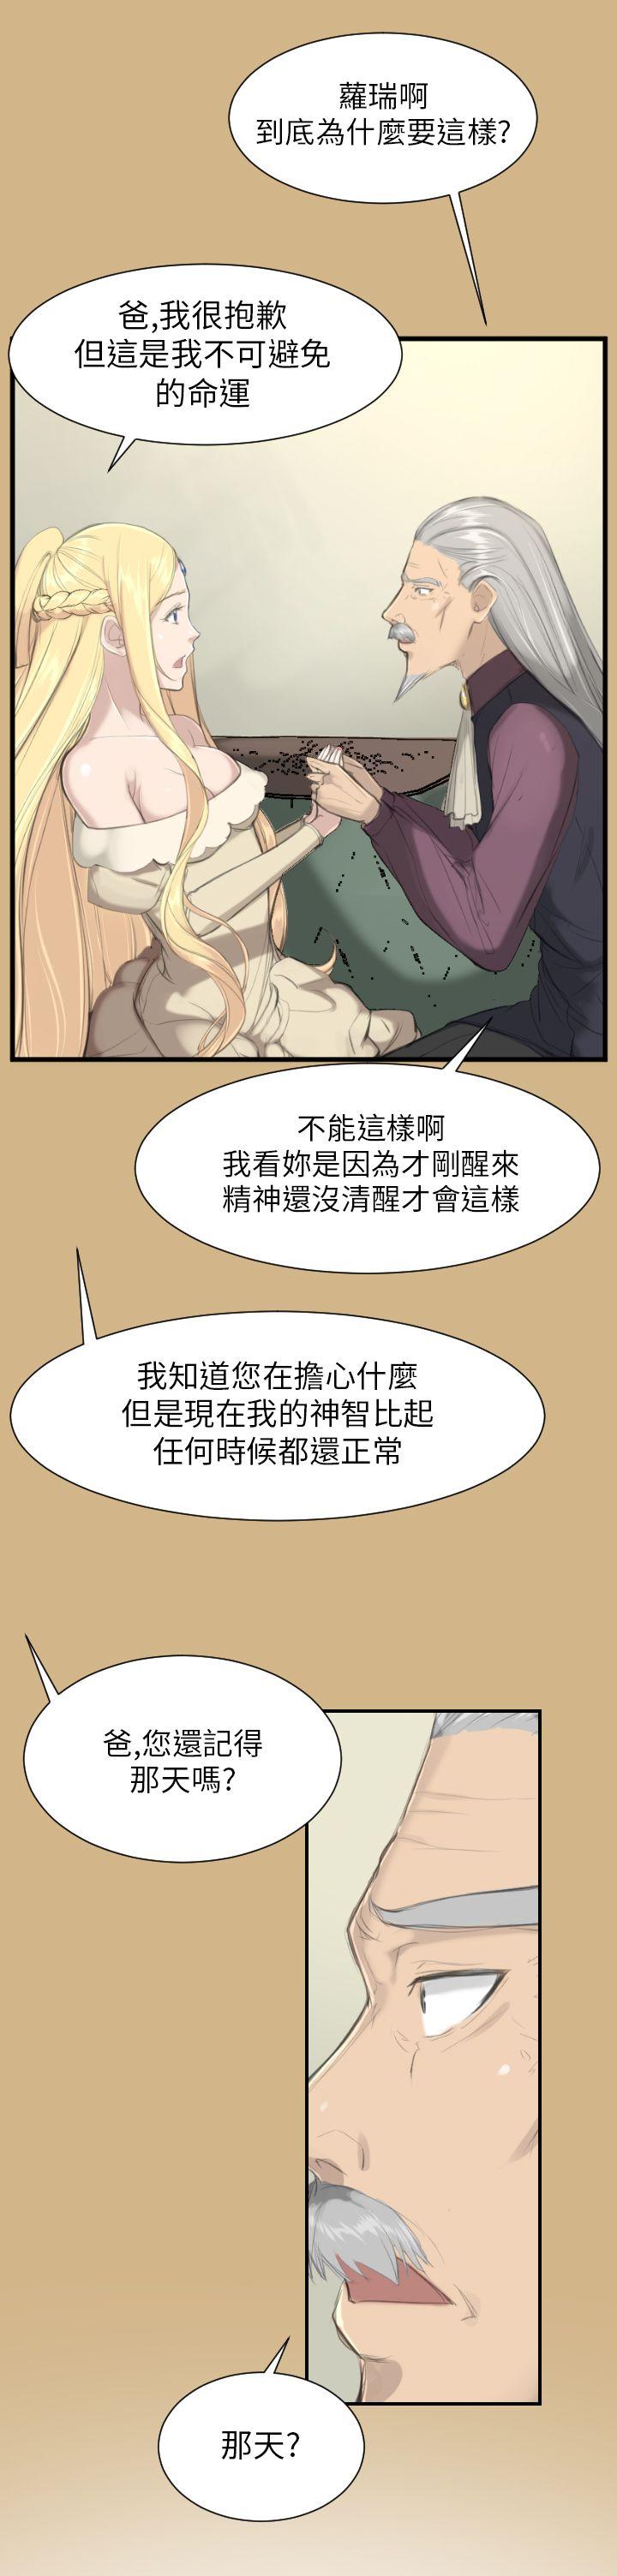 蘿瑞啊
到底為什麼要這樣?
爸,我很抱歉
但這是我不可避免
的命運
不能這樣啊
我看妳是因為才剛醒來
精神還沒清醒才會這樣
我知道您在擔心什麼
但是現在我的神智比起
任何時候都還正常
爸,您還記得
那天嗎?
那天?